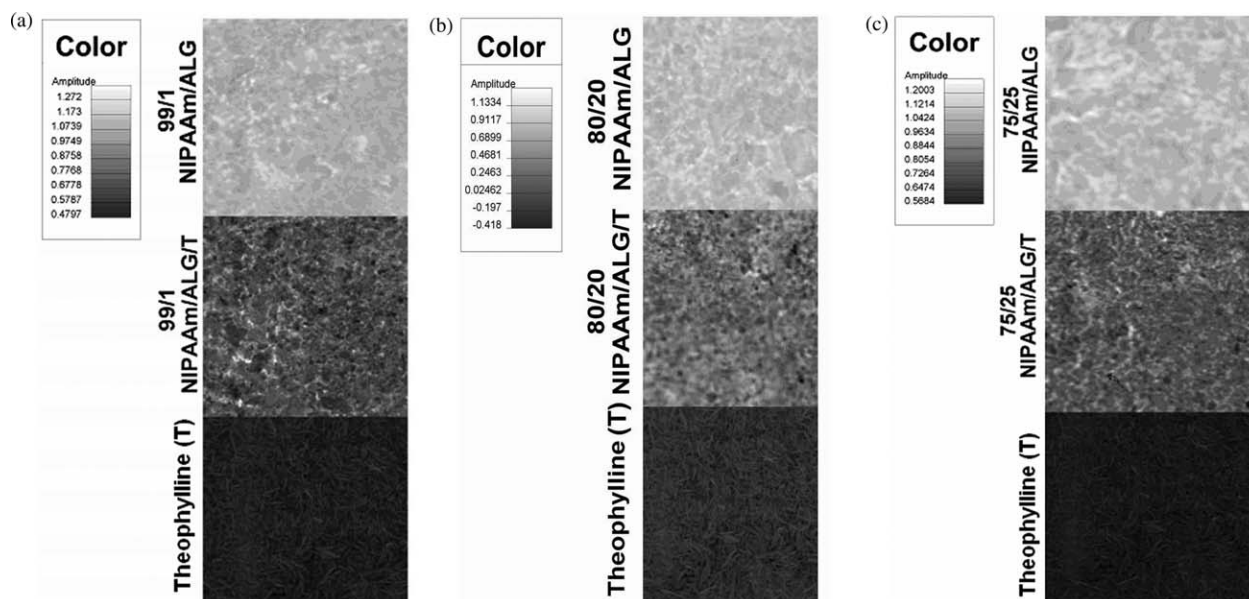 (a)
Color
Amplitude
1.272
1.173
1.0739
0.9749
0.8758
0.7768
0.6778
0.5787
0.4797
99/1
NIPAAm/ALG
99/1
NIPAAm/ALG/T
Theophylline (T)
(b)
Color
Amplitude
1.1334
0.9117
0.6899
0.4681
0.2463
0.02462
-0.197
-0.418
80/20
NIPAAm/ALG
80/20
NIPAAm/ALG/T
Theophylline (T)
(c)
Color
Amplitude
1.2003
1.1214
1.0424
0.9634
0.8844
0.8054
0.7264
0.6474
0.5684
75/25
NIPAAm/ALG
75/25
NIPAAm/ALG/T
Theophylline (T)